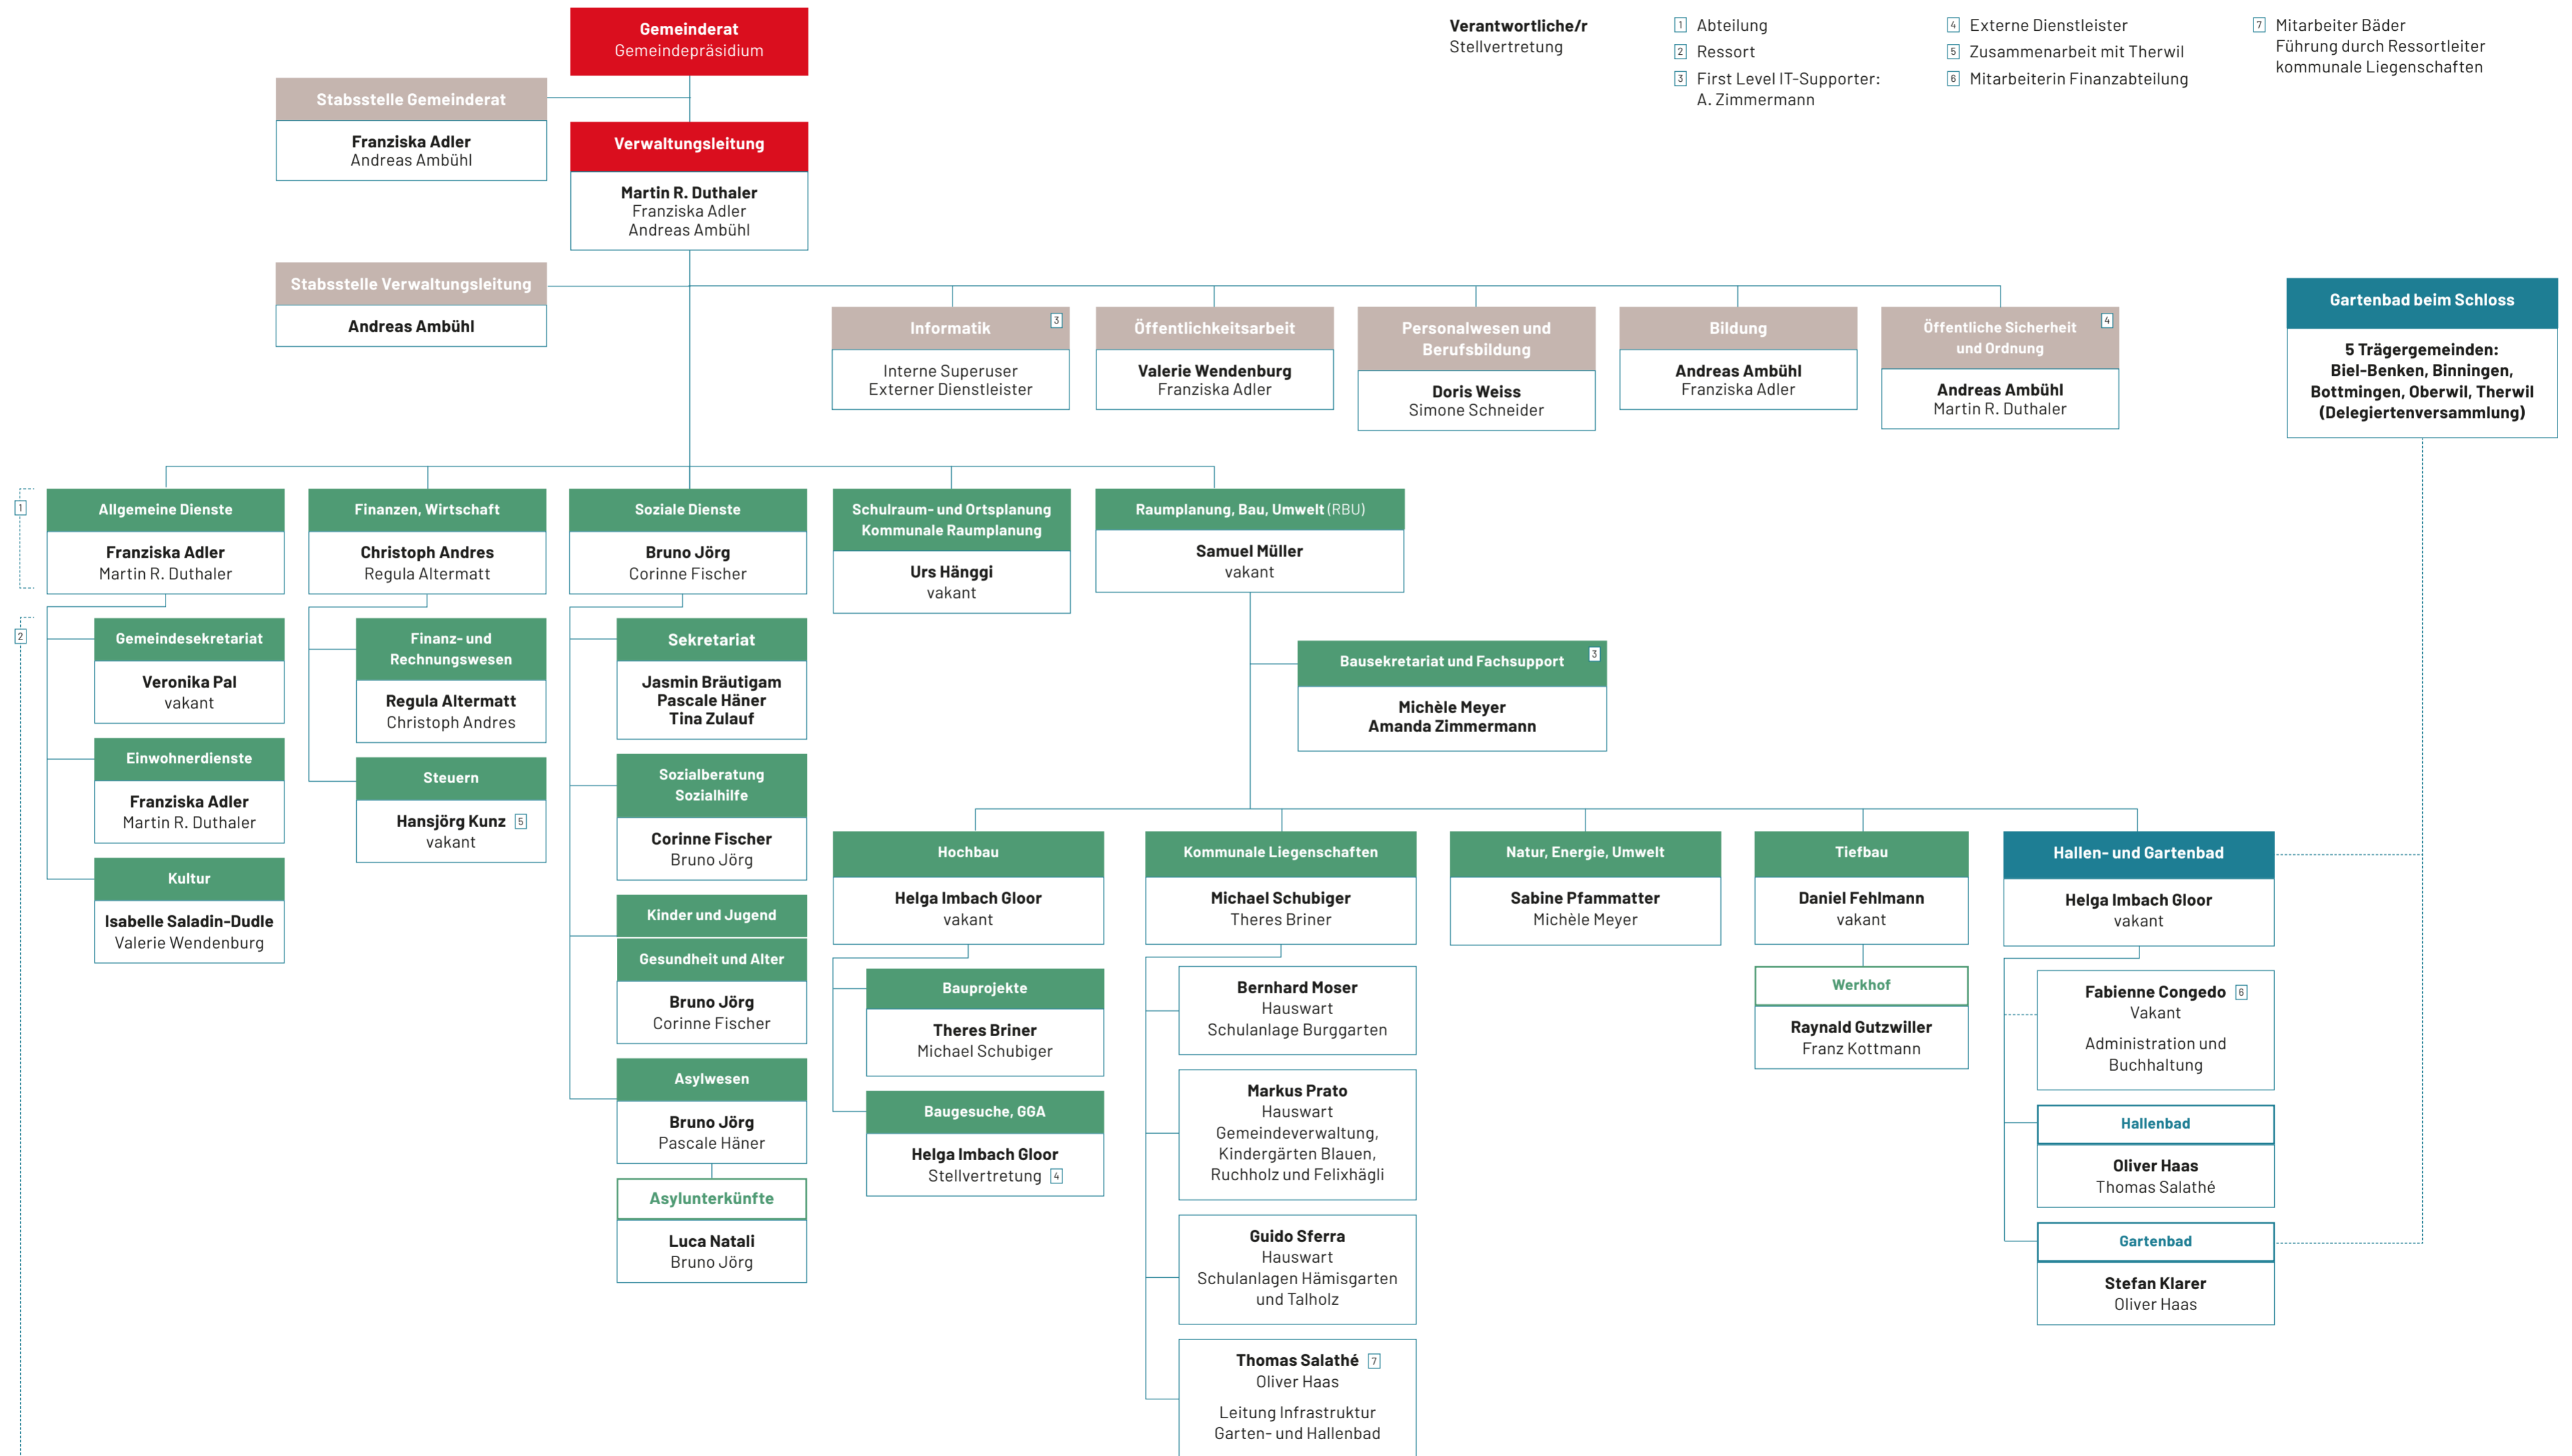 Gemeinderat
Gemeindepräsidium
Verantwortliche/r
Stellvertretung
1 Abteilung
2 Ressort
3 First Level IT-Supporter:
A. Zimmermann
4 Externe Dienstleister
5 Zusammenarbeit mit Therwil
6 Mitarbeiterin Finanzabteilung
7 Mitarbeiter Bäder
Führung durch Ressortleiter
kommunale Liegenschaften
Stabsstelle Gemeinderat
Franziska Adler
Andreas Ambühl
Verwaltungsleitung
Martin R. Duthaler
Franziska Adler
Andreas Ambühl
Stabsstelle Verwaltungsleitung
Andreas Ambühl
Informatik 3
Interne Superuser
Externer Dienstleister
Öffentlichkeitsarbeit
Valerie Wendenburg
Franziska Adler
Personalwesen und
Berufsbildung
Doris Weiss
Simone Schneider
Bildung
Andreas Ambühl
Franziska Adler
Öffentliche Sicherheit 4
und Ordnung
Andreas Ambühl
Martin R. Duthaler
Gartenbad beim Schloss
5 Trägergemeinden:
Biel-Benken, Binningen,
Bottmingen, Oberwil, Therwil
(Delegiertenversammlung)
1
Allgemeine Dienste
Franziska Adler
Martin R. Duthaler
Finanzen, Wirtschaft
Christoph Andres
Regula Altermatt
Soziale Dienste
Bruno Jörg
Corinne Fischer
Schulraum- und Ortsplanung
Kommunale Raumplanung
Urs Hänggi
vakant
Raumplanung, Bau, Umwelt (RBU)
Samuel Müller
vakant
2
Gemeindesekretariat
Veronika Pal
vakant
Einwohnerdienste
Franziska Adler
Martin R. Duthaler
Kultur
Isabelle Saladin-Dudle
Valerie Wendenburg
Finanz- und
Rechnungswesen
Regula Altermatt
Christoph Andres
Steuern
Hansjörg Kunz 5
vakant
Sekretariat
Jasmin Bräutigam
Pascale Häner
Tina Zulauf
Sozialberatung
Sozialhilfe
Corinne Fischer
Bruno Jörg
Kinder und Jugend
Gesundheit und Alter
Bruno Jörg
Corinne Fischer
Asylwesen
Bruno Jörg
Pascale Häner
Asylunterkünfte
Luca Natali
Bruno Jörg
Bausekretariat und Fachsupport 3
Michèle Meyer
Amanda Zimmermann
Hochbau
Helga Imbach Gloor
vakant
Bauprojekte
Theres Briner
Michael Schubiger
Baugesuche, GGA
Helga Imbach Gloor
Stellvertretung 4
Kommunale Liegenschaften
Michael Schubiger
Theres Briner
Bernhard Moser
Hauswart
Schulanlage Burggarten
Markus Prato
Hauswart
Gemeindeverwaltung,
Kindergärten Blauen,
Ruchholz und Felixhägli
Guido Sferra
Hauswart
Schulanlagen Hämisgarten
und Talholz
Thomas Salathé 7
Oliver Haas
Leitung Infrastruktur
Garten- und Hallenbad
Natur, Energie, Umwelt
Sabine Pfammatter
Michèle Meyer
Tiefbau
Daniel Fehlmann
vakant
Werkhof
Raynald Gutzwiller
Franz Kottmann
Hallen- und Gartenbad
Helga Imbach Gloor
vakant
Fabienne Congedo 6
Vakant
Administration und
Buchhaltung
Hallenbad
Oliver Haas
Thomas Salathé
Gartenbad
Stefan Klarer
Oliver Haas